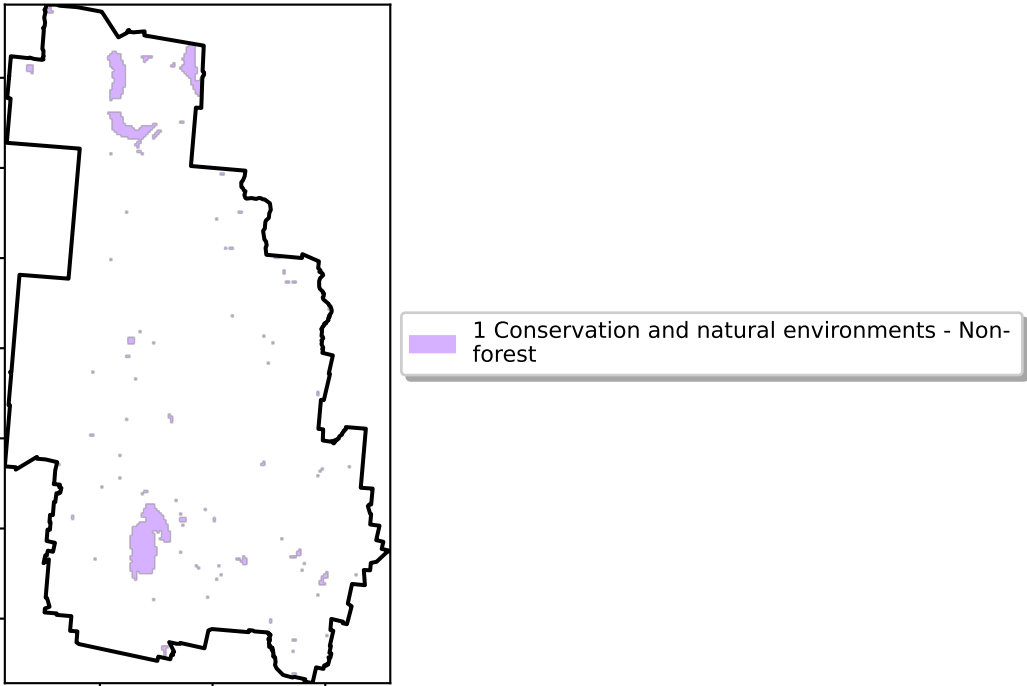 1 Conservation and natural environments - Non-
forest